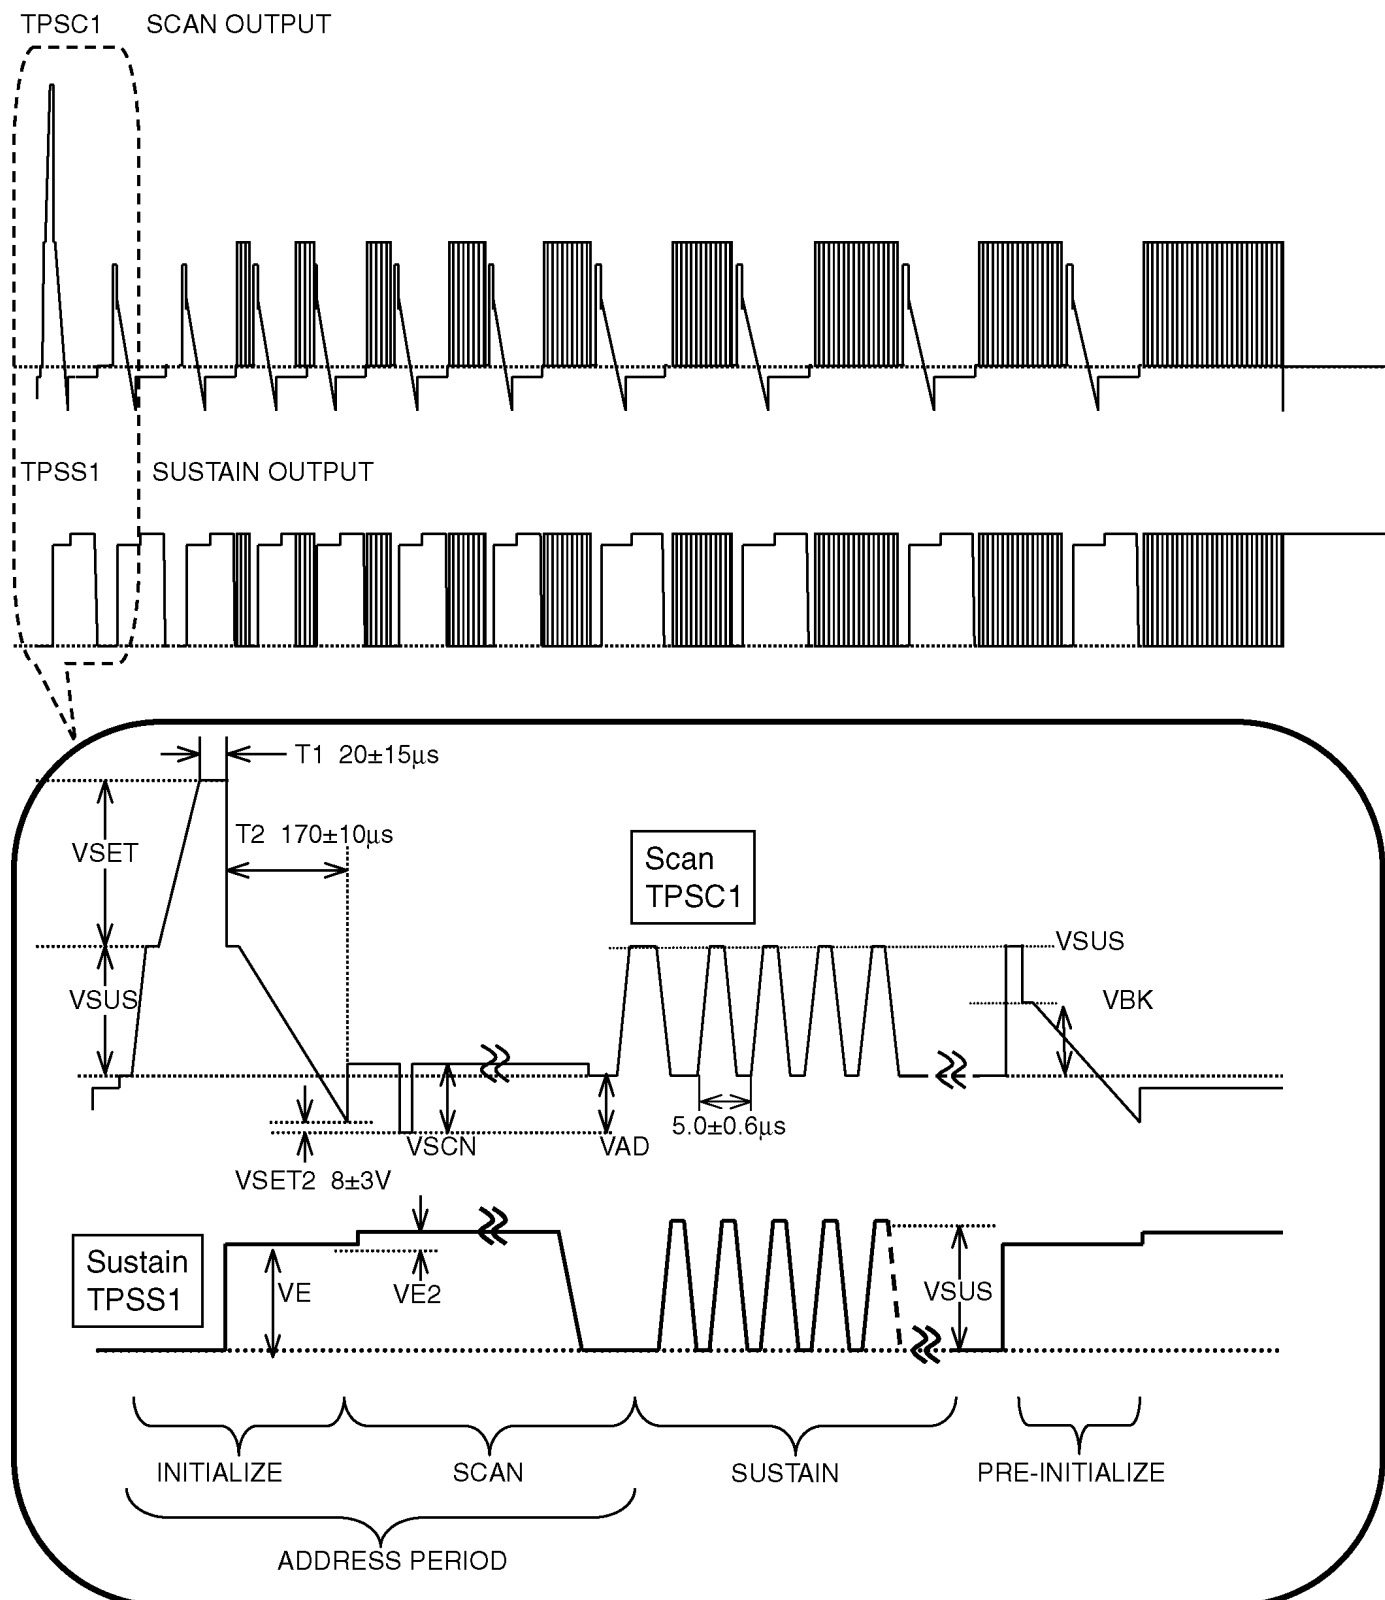 TPSC1 SCAN OUTPUT
TPSS1 SUSTAIN OUTPUT
T1 20±15μs
T2 170±10μs
VSET
Scan
TPSC1
VSUS
VSUS
VBK
5.0±0.6μs
VSCN
VAD
VSET2 8±3V
Sustain
TPSS1
VE
VE2
VSUS
INITIALIZE
SCAN
SUSTAIN
PRE-INITIALIZE
ADDRESS PERIOD